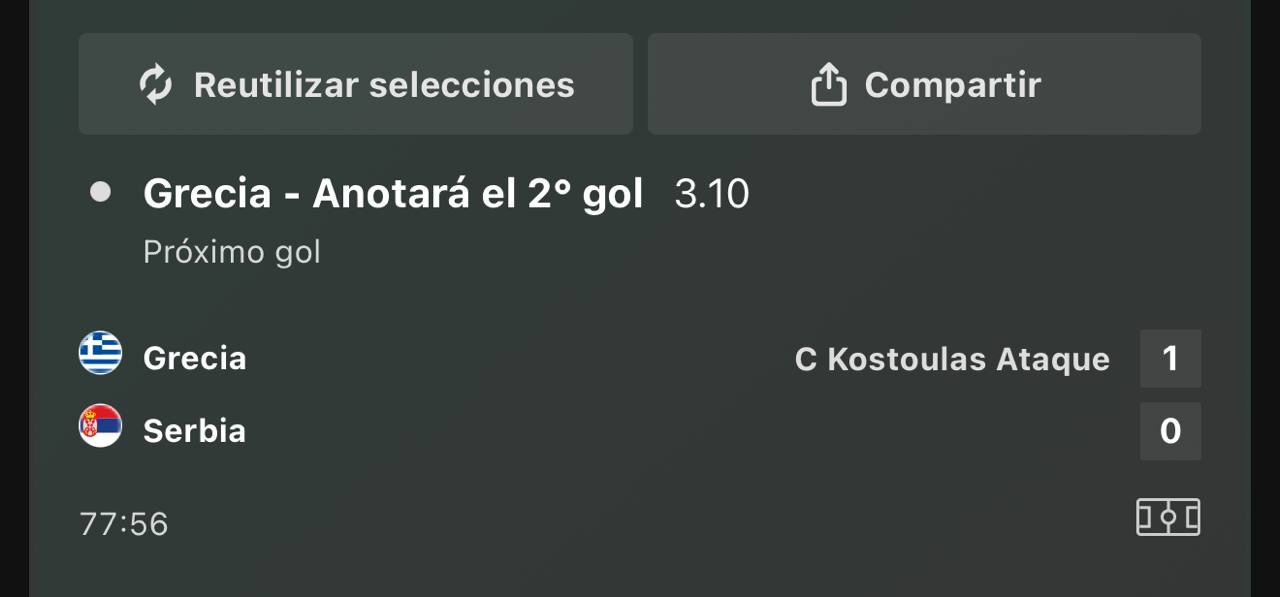 Reutilizar selecciones
Compartir
Grecia - Anotará el 2º gol 3.10
Próximo gol
Grecia C Kostoulas Ataque 1
Serbia 0
77:56